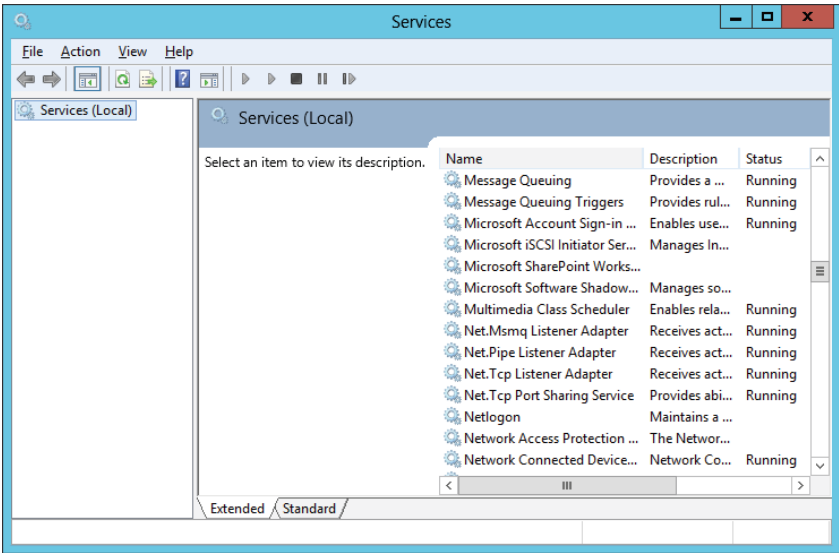 Services
File Action View Help
Services (Local)
Services (Local)
Select an item to view its description.
Name Description Status
Message Queuing Provides a ... Running
Message Queuing Triggers Provides rul... Running
Microsoft Account Sign-in ... Enables use... Running
Microsoft iSCSI Initiator Ser... Manages In...
Microsoft SharePoint Works...
Microsoft Software Shadow... Manages so...
Multimedia Class Scheduler Enables rela... Running
Net.Msmq Listener Adapter Receives act... Running
Net.Pipe Listener Adapter Receives act... Running
Net.Tcp Listener Adapter Receives act... Running
Net.Tcp Port Sharing Service Provides abi... Running
Netlogon Maintains a ...
Network Access Protection ... The Networ...
Network Connected Device... Network Co... Running
Extended Standard